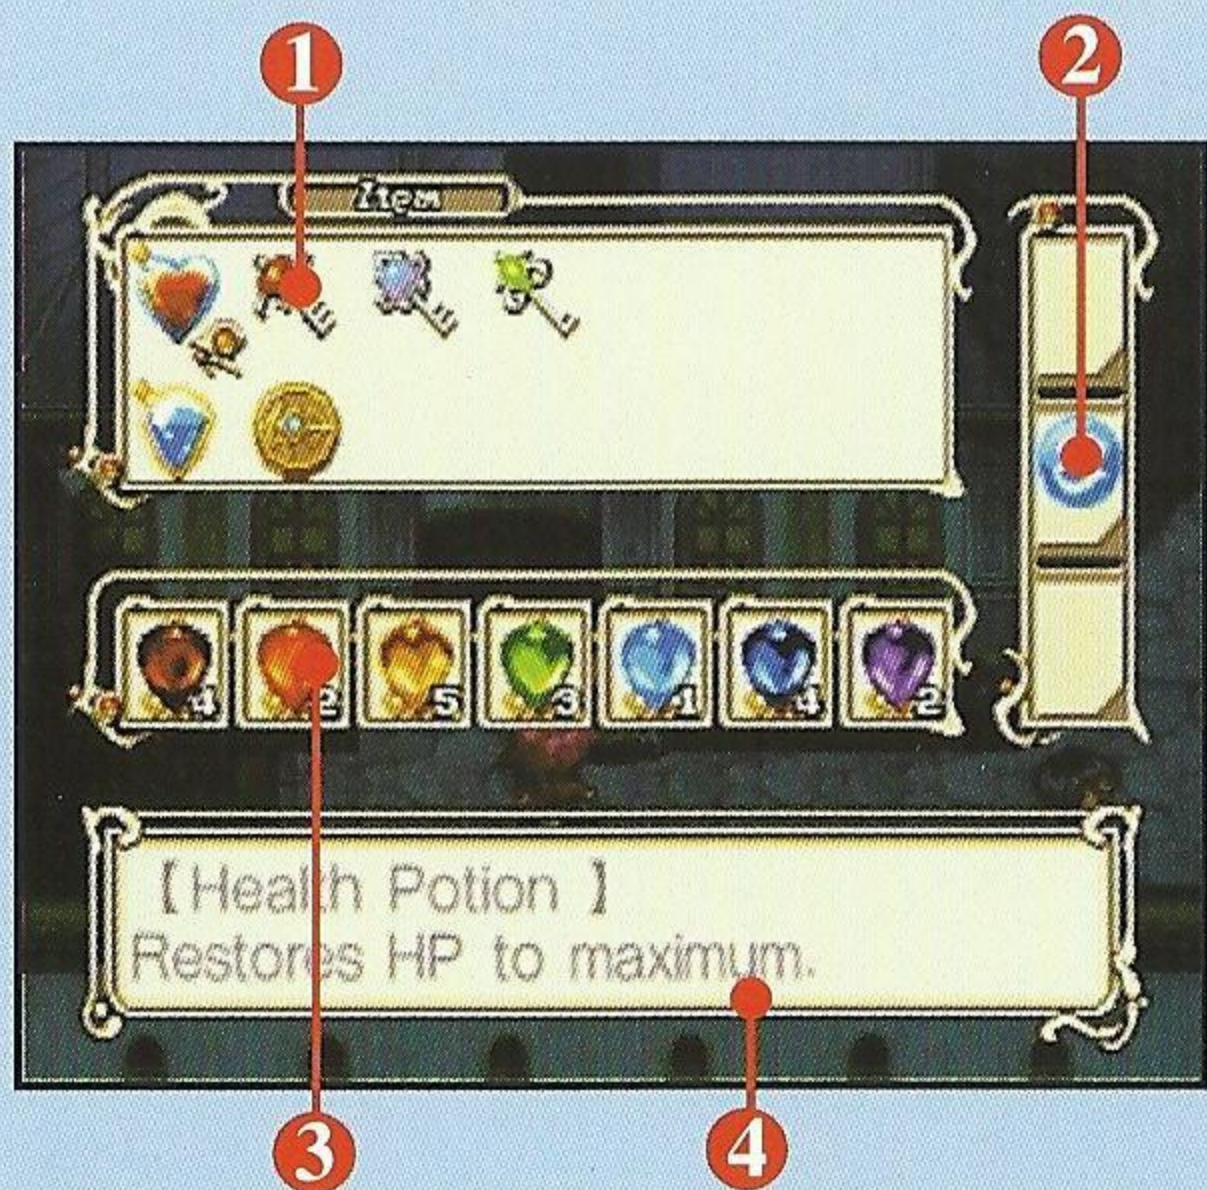 1 2
Item
4 2 5 3 1 4 2
【Health Potion 】
Restores HP to maximum.
3 4